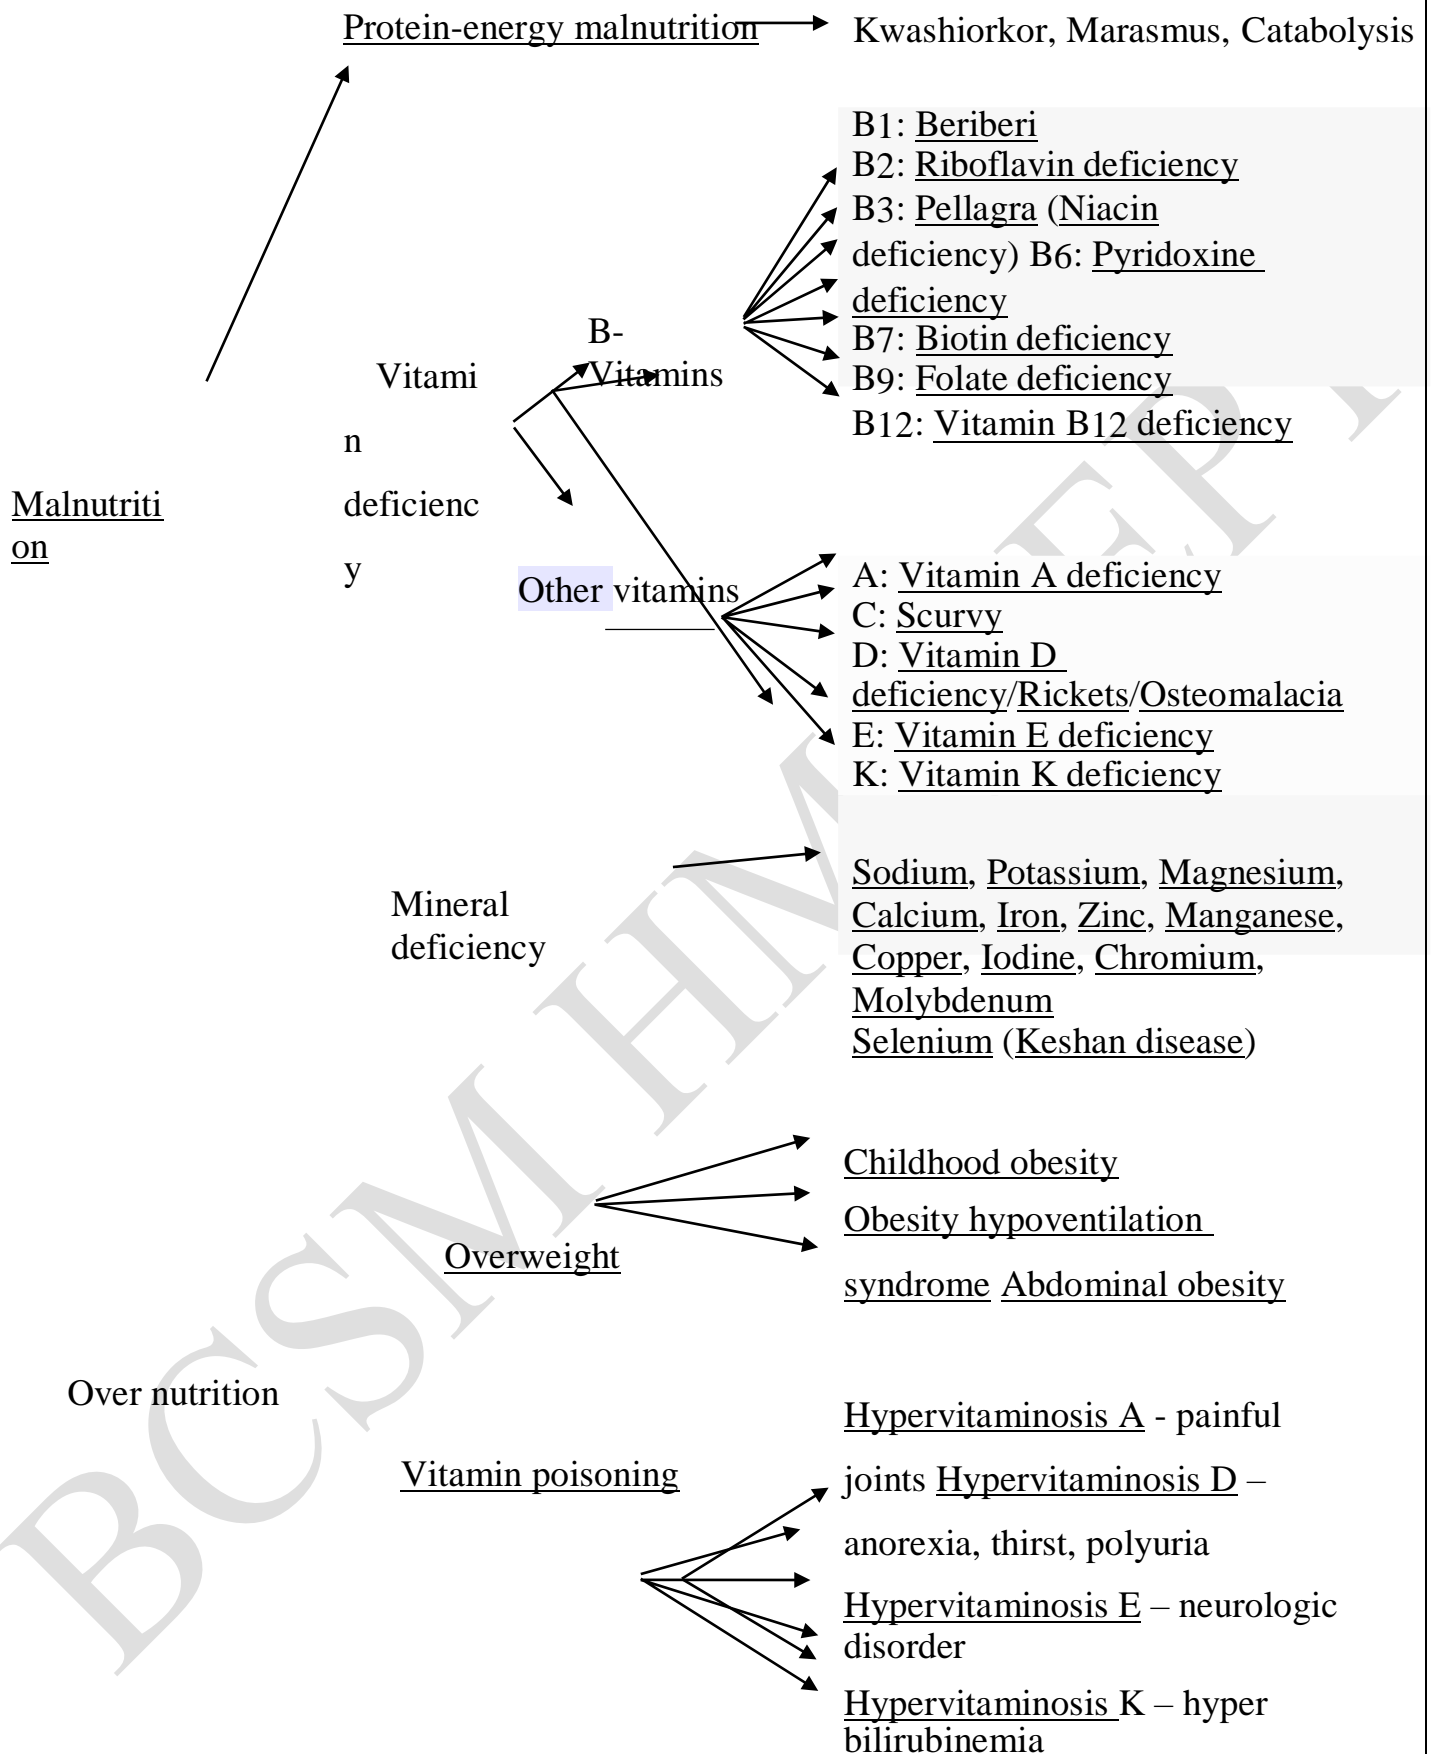 Protein-energy malnutrition
Kwashiorkor, Marasmus, Catabolysis
B1: Beriberi
B2: Riboflavin deficiency
B3: Pellagra (Niacin
deficiency) B6: Pyridoxine
deficiency
B7: Biotin deficiency
B9: Folate deficiency
B12: Vitamin B12 deficiency
B-
Vitamins
Vitami
n
deficienc
y
Malnutriti
on
Other vitamins
A: Vitamin A deficiency
C: Scurvy
D: Vitamin D
deficiency/Rickets/Osteomalacia
E: Vitamin E deficiency
K: Vitamin K deficiency
Mineral
deficiency
Sodium, Potassium, Magnesium,
Calcium, Iron, Zinc, Manganese,
Copper, Iodine, Chromium,
Molybdenum
Selenium (Keshan disease)
Overweight
Childhood obesity
Obesity hypoventilation
syndrome Abdominal obesity
Over nutrition
Vitamin poisoning
Hypervitaminosis A - painful
joints Hypervitaminosis D –
anorexia, thirst, polyuria
Hypervitaminosis E – neurologic
disorder
Hypervitaminosis K – hyper
bilirubinemia
BCSM HM